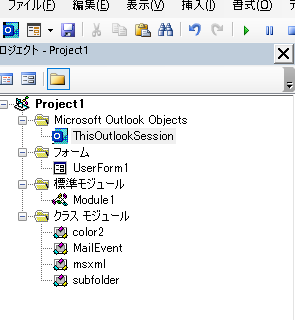 ファイル(F) 編集(E) 表示(V) 挿入(I) 書式(O)
ロジェクト - Project1
Project1
Microsoft Outlook Objects
ThisOutlookSession
フォーム
UserForm1
標準モジュール
Module1
クラス モジュール
color2
MailEvent
msxml
subfolder